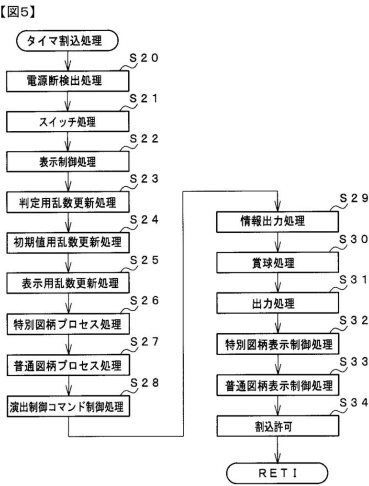 【図5】
タイマ割込処理
S20
電源断検出処理
S21
スイッチ処理
S22
表示制御処理
S23
判定用乱数更新処理
S24
初期値用乱数更新処理
S25
表示用乱数更新処理
S26
特別図柄プロセス処理
S27
普通図柄プロセス処理
S28
演出制御コマンド制御処理
S29
情報出力処理
S30
賞球処理
S31
出力処理
S32
特別図柄表示制御処理
S33
普通図柄表示制御処理
S34
割込許可
RETI